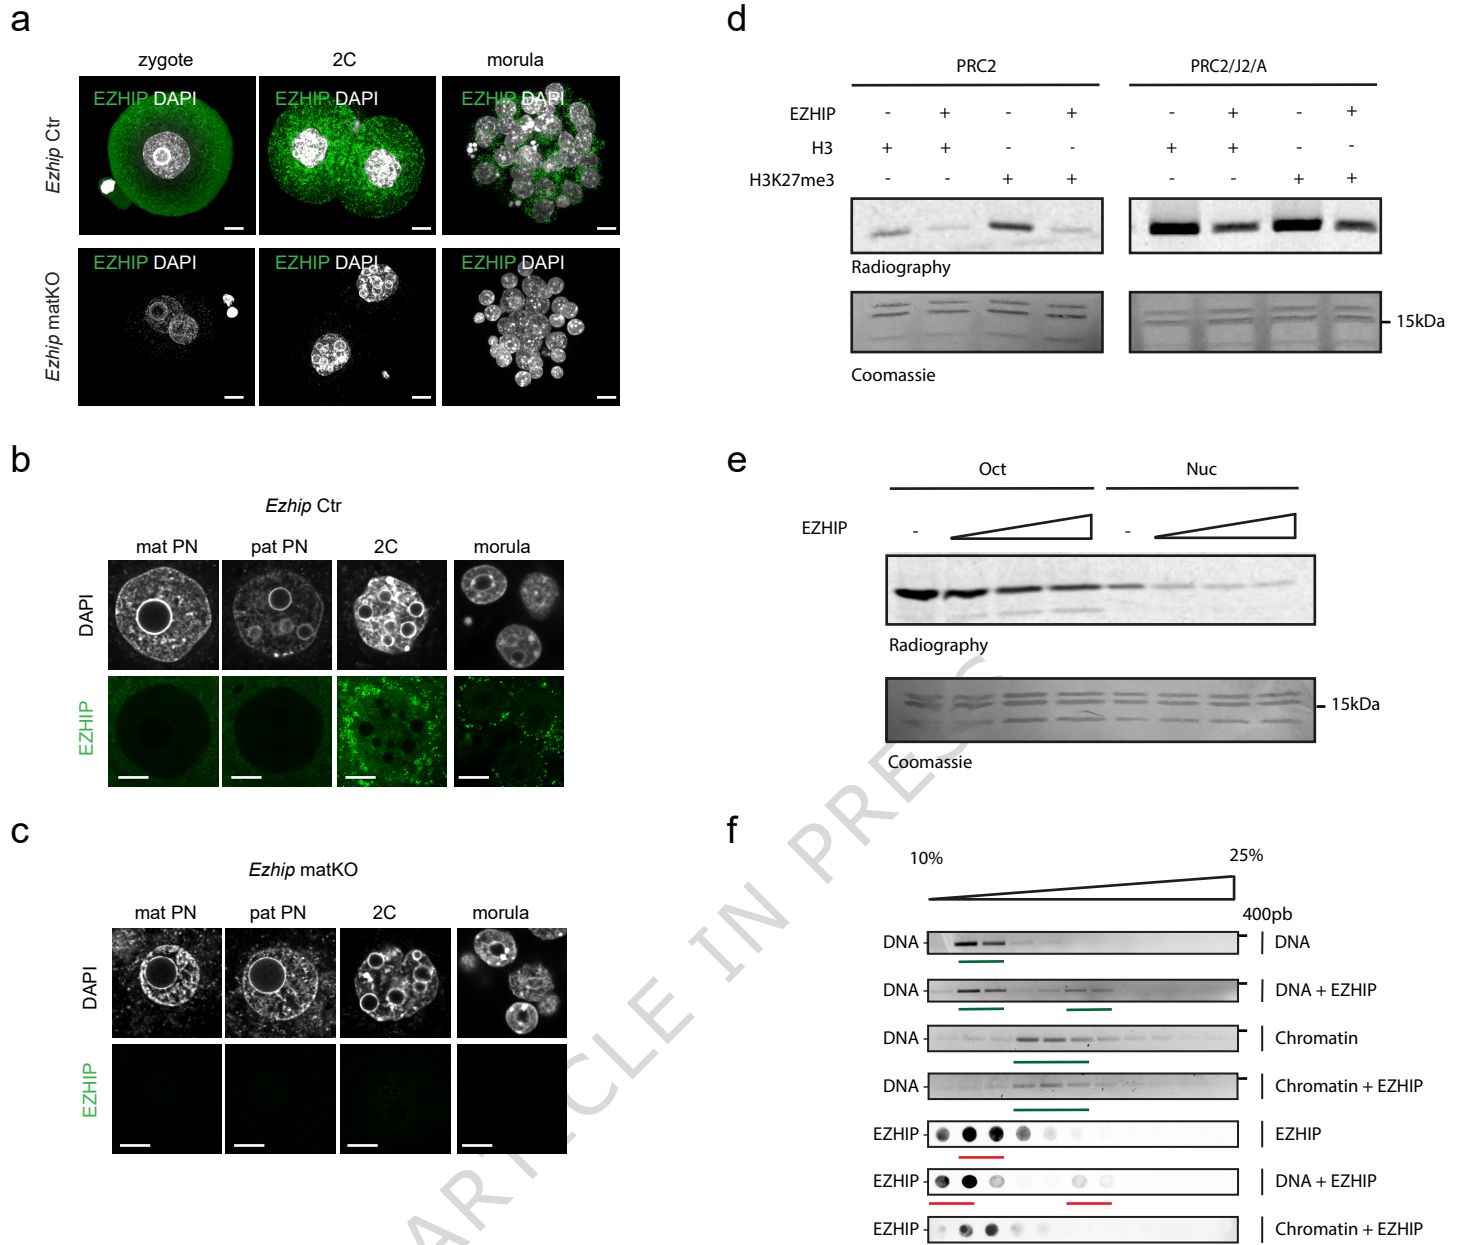 a
zygote
2C
morula
Ezhip Ctr
EZHIP DAPI
EZHIP DAPI
EZHIP DAPI
Ezhip matKO
EZHIP DAPI
EZHIP DAPI
EZHIP DAPI
b
Ezhip Ctr
mat PN
pat PN
2C
morula
DAPI
EZHIP
c
Ezhip matKO
mat PN
pat PN
2C
morula
DAPI
EZHIP
d
PRC2
PRC2/J2/A
EZHIP - + - + - + - +
H3 + + - - + + - -
H3K27me3 - - + + - - + +
Radiography
15kDa
Coomassie
e
Oct
Nuc
EZHIP - -
Radiography
15kDa
Coomassie
f
10%
25%
400pb
DNA DNA
DNA DNA + EZHIP
DNA Chromatin
DNA Chromatin + EZHIP
EZHIP EZHIP
EZHIP DNA + EZHIP
EZHIP Chromatin + EZHIP
ARTICLE IN PRESS